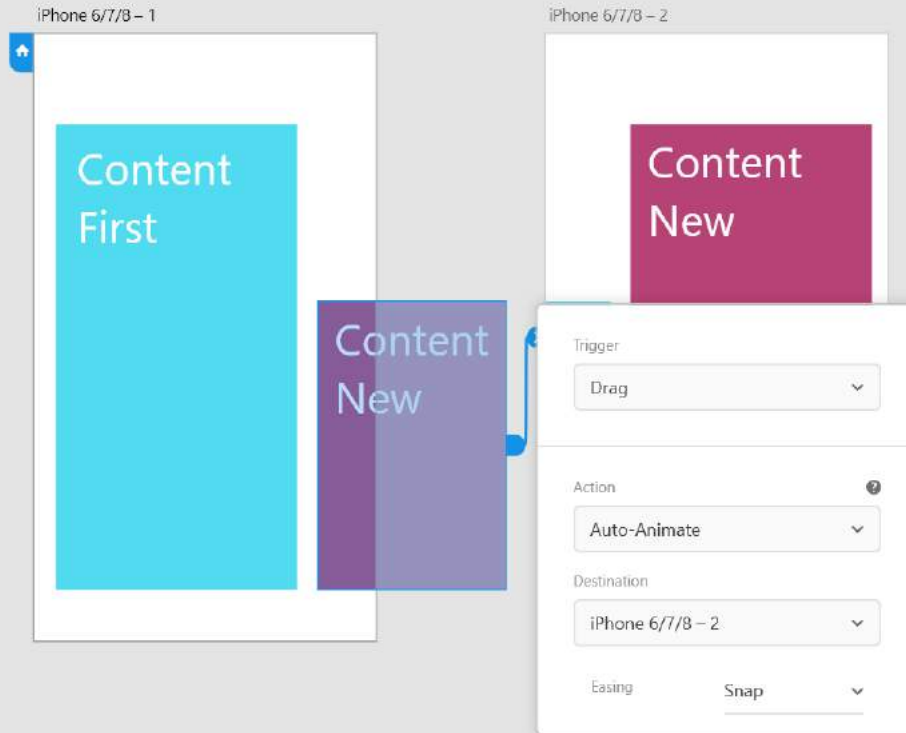 iPhone 6/7/8 – 1
iPhone 6/7/8 – 2
Content
First
Content
New
Content
New
Trigger
Drag
Action
?
Auto-Animate
Destination
iPhone 6/7/8 – 2
Easing
Snap